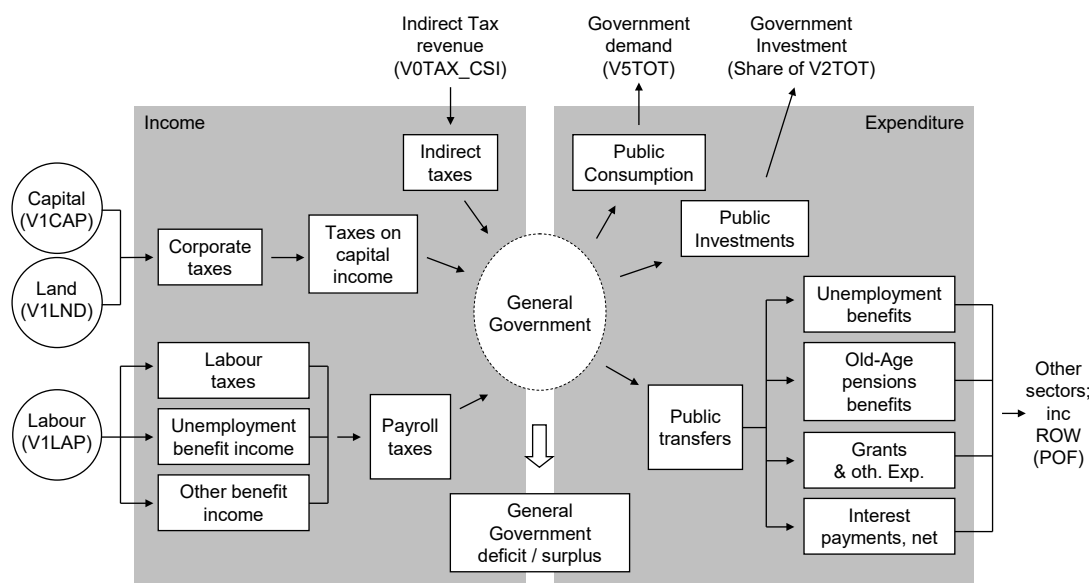 Indirect Tax
revenue
(V0TAX_CSI)
Government
demand
(V5TOT)
Government
Investment
(Share of V2TOT)
Income
Expenditure
Indirect
taxes
Public
Consumption
Public
Investments
Capital
(V1CAP)
Land
(V1LND)
Corporate
taxes
Taxes on
capital
income
General
Government
Labour
(V1LAP)
Labour
taxes
Unemployment
benefit income
Other benefit
income
Payroll
taxes
Public
transfers
Unemployment
benefits
Old-Age
pensions
benefits
Grants
& oth. Exp.
Interest
payments, net
Other
sectors;
inc
ROW
(POF)
General
Government
deficit / surplus